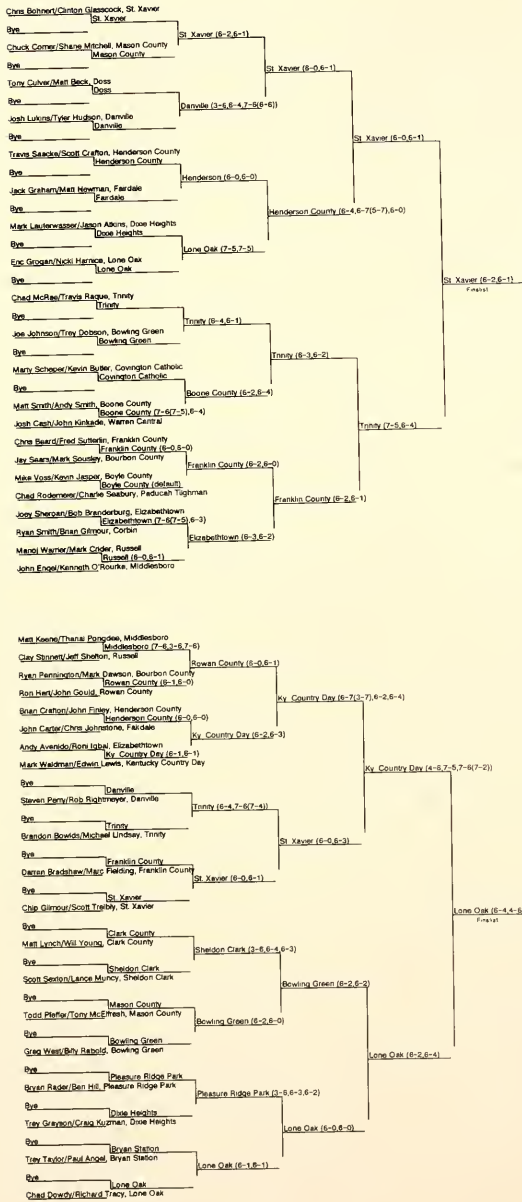 Chris Bohnert/Clinton Glasscock, St. Xavier
St. Xavier
Bye
St Xavier (6-2,6-1)
Chuck Comer/Shane Mitchell, Mason County
Mason County
Bye
St Xavier (6-0,6-1)
Tony Culver/Matt Beck, Doss
Doss
Bye
Danville (3-6,6-4,7-6(8-6))
Josh Lukins/Tyler Hudson, Danville
Danville
Bye
St Xavier (6-0,6-1)
Travis Saacke/Scott Crafton, Henderson County
Henderson County
Bye
Henderson (6-0,6-0)
Jack Graham/Matt Newman, Fairdale
Fairdale
Bye
Henderson County (6-4,6-7(5-7),6-0)
Mark Lauterwasser/Jason Adkins, Dixie Heights
Dixie Heights
Bye
Lone Oak (7-5,7-5)
Eric Grogan/Nicki Hamice, Lone Oak
Lone Oak
Bye
St Xavier (6-2,6-1)
Finalist
Chad McRae/Travis Raque, Trinity
Trinity
Bye
Trinity (6-4,6-1)
Joe Johnson/Trey Dobson, Bowling Green
Bowling Green
Bye
Trinity (6-3,6-2)
Marty Scheper/Kevin Butler, Covington Catholic
Covington Catholic
Bye
Boone County (6-2,6-4)
Matt Smith/Andy Smith, Boone County
Boone County (7-6(7-5),6-4)
Josh Cash/John Kinkade, Warren Central
Trinity (7-5,6-4)
Chris Beard/Fred Sutterlin, Franklin County
Franklin County (6-0,6-0)
Jay Sears/Mark Sousley, Bourbon County
Franklin County (6-2,6-0)
Mike Voss/Kevin Jasper, Boyle County
Boyle County (default)
Chad Rodemeier/Charlie Seabury, Paducah Tilghman
Franklin County (6-2,6-1)
Joey Sheroan/Bob Brandenburg, Elizabethtown
Elizabethtown (7-6(7-5),6-3)
Ryan Smith/Brian Gilmour, Corbin
Elizabethtown (6-3,6-2)
Manoj Warrier/Mark Crider, Russell
Russell (6-0,6-1)
John Engel/Kenneth O'Rourke, Middlesboro
Matt Keene/Thanai Pongdee, Middlesboro
Middlesboro (7-6,3-6,7-6)
Clay Stinnett/Jeff Shelton, Russell
Rowan County (6-0,6-1)
Ryan Pennington/Mark Dawson, Bourbon County
Rowan County (6-1,6-0)
Ron Hart/John Gould, Rowan County
Ky Country Day (6-7(3-7),6-2,6-4)
Brian Crafton/John Finley, Henderson County
Henderson County (6-0,6-0)
John Carter/Chris Johnstone, Fairdale
Ky Country Day (6-2,6-3)
Andy Avenido/Roni Iqbal, Elizabethtown
Ky Country Day (6-1,6-1)
Mark Waldman/Edwin Lewis, Kentucky Country Day
Ky Country Day (4-6,7-5,7-6(7-2))
Bye
Danville
Steven Perry/Rob Rightmeyer, Danville
Trinity (6-4,7-6(7-4))
Bye
Trinity
Brandon Bowlds/Michael Lindsay, Trinity
St Xavier (6-0,6-3)
Bye
Franklin County
Darran Bradshaw/Marc Fielding, Franklin County
St. Xavier (6-0,6-1)
Bye
St Xavier
Chip Gilmour/Scott Treibly, St. Xavier
Lone Oak (6-4,4-6
Finalist
Bye
Clark County
Matt Lynch/Will Young, Clark County
Sheldon Clark (3-6,6-4,6-3)
Bye
Sheldon Clark
Scott Sexton/Lance Muncy, Sheldon Clark
Bowling Green (6-2,6-2)
Bye
Mason County
Todd Pfeffer/Tony McElfresh, Mason County
Bowling Green (6-2,6-0)
Bye
Bowling Green
Greg West/Billy Rabold, Bowling Green
Lone Oak (6-2,6-4)
Bye
Pleasure Ridge Park
Bryan Rader/Ben Hill, Pleasure Ridge Park
Pleasure Ridge Park (3-6,6-3,6-2)
Bye
Dixie Heights
Trey Grayson/Craig Kuzman, Dixie Heights
Lone Oak (6-0,6-0)
Bye
Bryan Station
Trey Taylor/Paul Angel, Bryan Station
Lone Oak (6-1,6-1)
Bye
Lone Oak
Chad Dowdy/Richard Tracy, Lone Oak